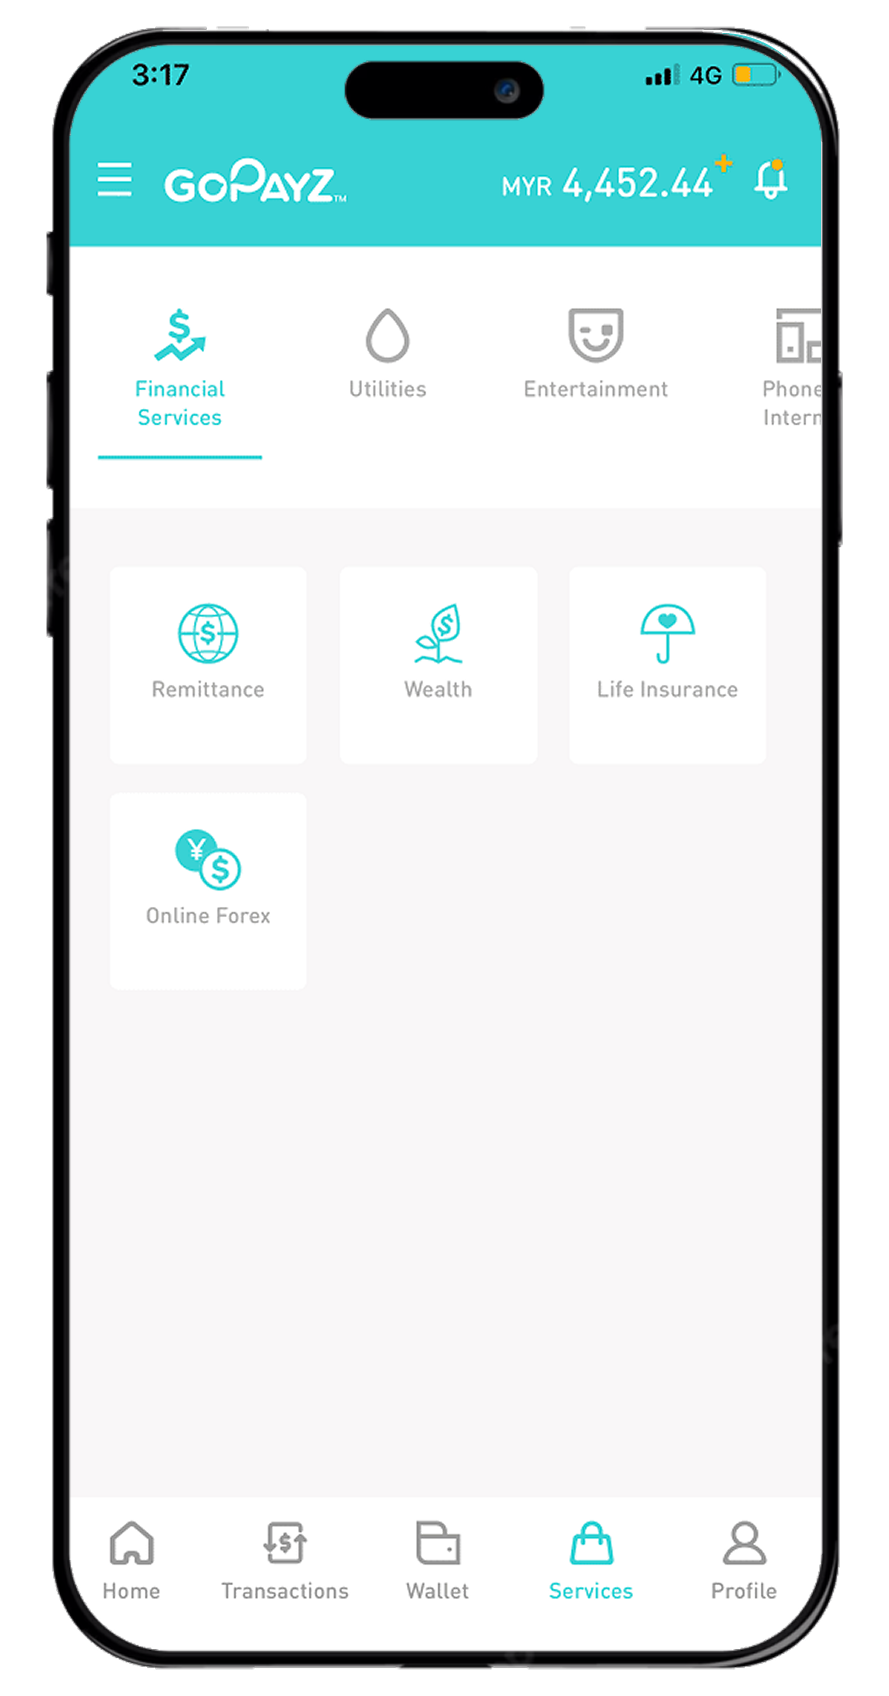 3:17
4G
GOPAYZ™
MYR 4,452.44+
Financial
Services
Utilities
Entertainment
Phone
Intern
Remittance
Wealth
Life Insurance
¥
$
Online Forex
Home
Transactions
Wallet
Services
Profile